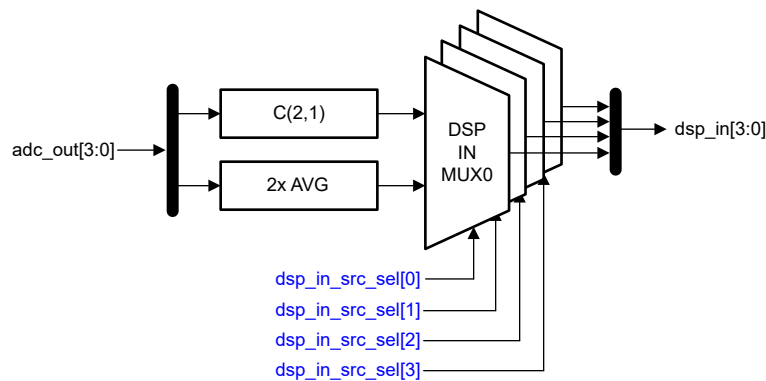 adc_out[3:0]
C(2,1)
2x AVG
DSP
IN
MUX0
dsp_in[3:0]
dsp_in_src_sel[0]
dsp_in_src_sel[1]
dsp_in_src_sel[2]
dsp_in_src_sel[3]